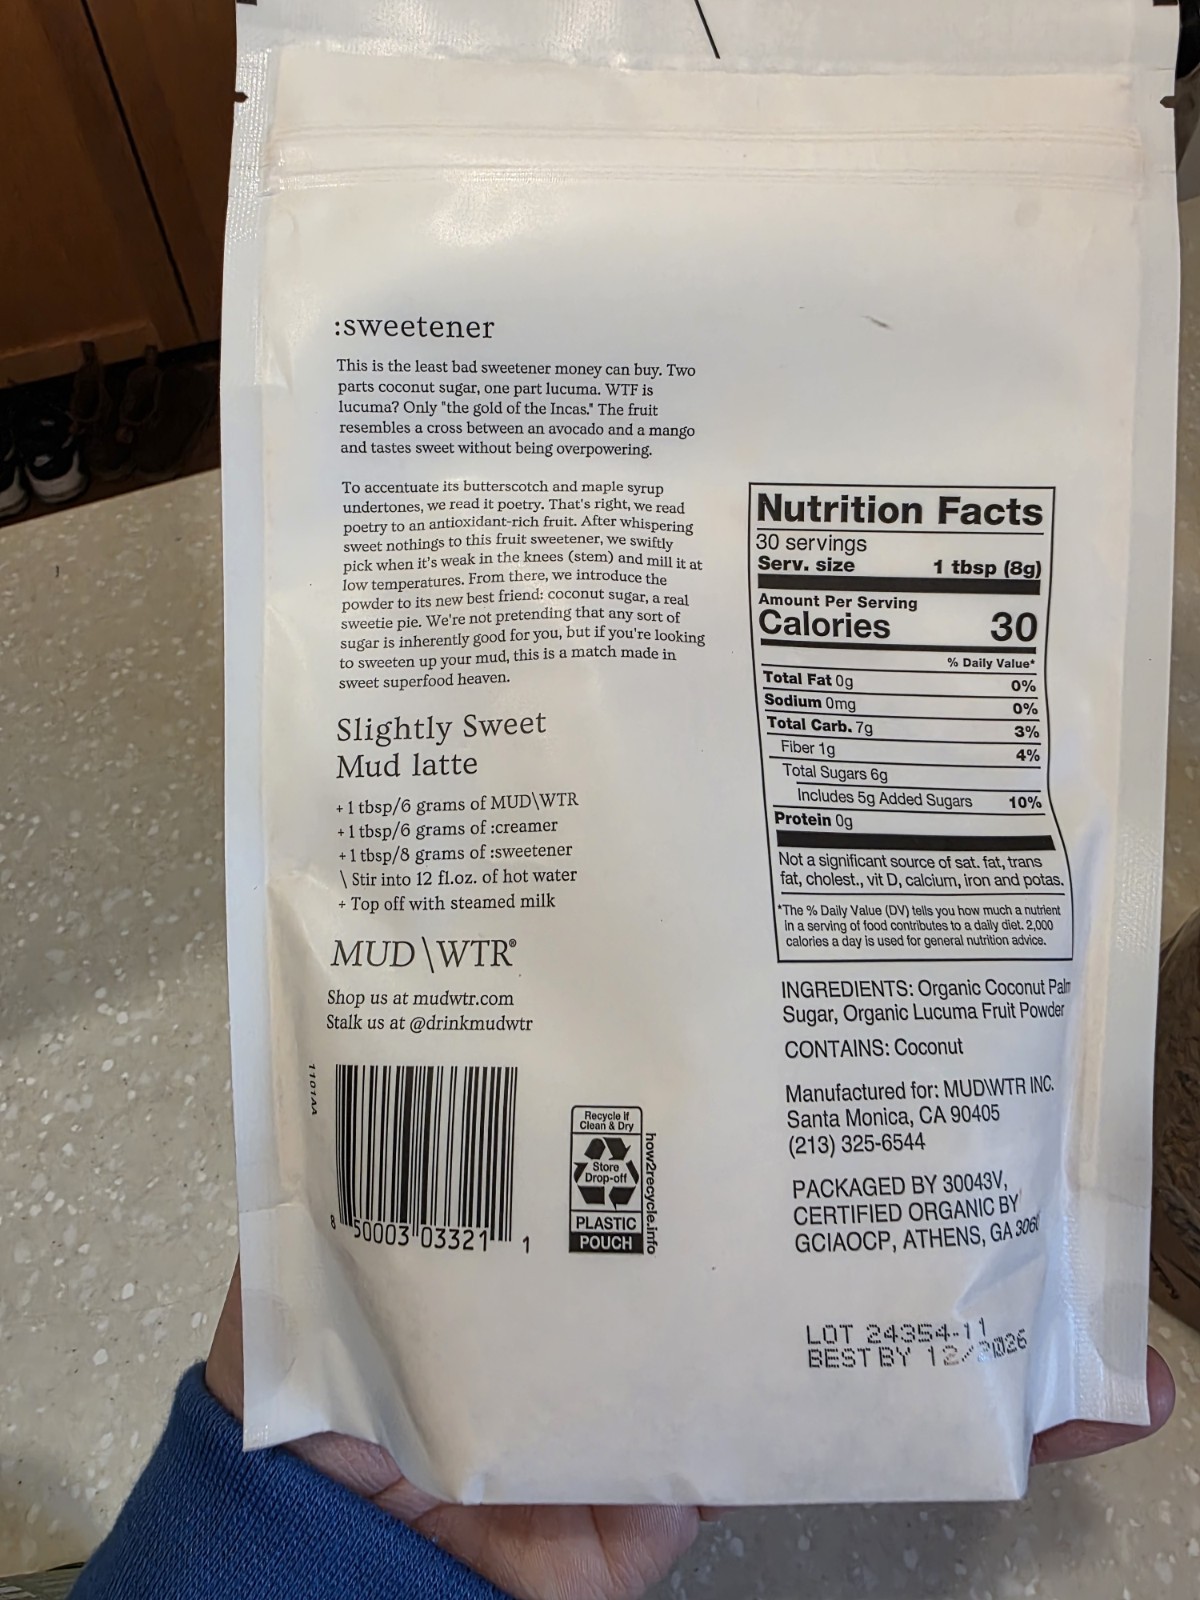 :sweetener
This is the least bad sweetener money can buy. Two
parts coconut sugar, one part lucuma. WTF is
lucuma? Only "the gold of the Incas." The fruit
resembles a cross between an avocado and a mango
and tastes sweet without being overpowering.
To accentuate its butterscotch and maple syrup
undertones, we read it poetry. That's right, we read
poetry to an antioxidant-rich fruit. After whispering
sweet nothings to this fruit sweetener, we swiftly
pick when it's weak in the knees (stem) and mill it at
low temperatures. From there, we introduce the
powder to its new best friend: coconut sugar, a real
sweetie pie. We're not pretending that any sort of
sugar is inherently good for you, but if you're looking
to sweeten up your mud, this is a match made in
sweet superfood heaven.
Slightly Sweet
Mud latte
+ 1 tbsp/6 grams of MUD\WTR
+ 1 tbsp/6 grams of :creamer
+ 1 tbsp/8 grams of :sweetener
\ Stir into 12 fl.oz. of hot water
+ Top off with steamed milk
MUD\WTR®
Shop us at mudwtr.com
Stalk us at @drinkmudwtr
1101AA
8 50003 03321 1
Recycle If
Clean & Dry
Store
Drop-off
PLASTIC
POUCH
how2recycle.info
Nutrition Facts
30 servings
Serv. size 1 tbsp (8g)
Amount Per Serving
Calories 30
% Daily Value*
Total Fat 0g 0%
Sodium 0mg 0%
Total Carb. 7g 3%
Fiber 1g 4%
Total Sugars 6g
Includes 5g Added Sugars 10%
Protein 0g
Not a significant source of sat. fat, trans
fat, cholest., vit D, calcium, iron and potas.
*The % Daily Value (DV) tells you how much a nutrient
in a serving of food contributes to a daily diet. 2,000
calories a day is used for general nutrition advice.
INGREDIENTS: Organic Coconut Palm
Sugar, Organic Lucuma Fruit Powder
CONTAINS: Coconut
Manufactured for: MUD\WTR INC.
Santa Monica, CA 90405
(213) 325-6544
PACKAGED BY 30043V,
CERTIFIED ORGANIC BY
GCIAOCP, ATHENS, GA
LOT 24354-11
BEST BY 12/2026